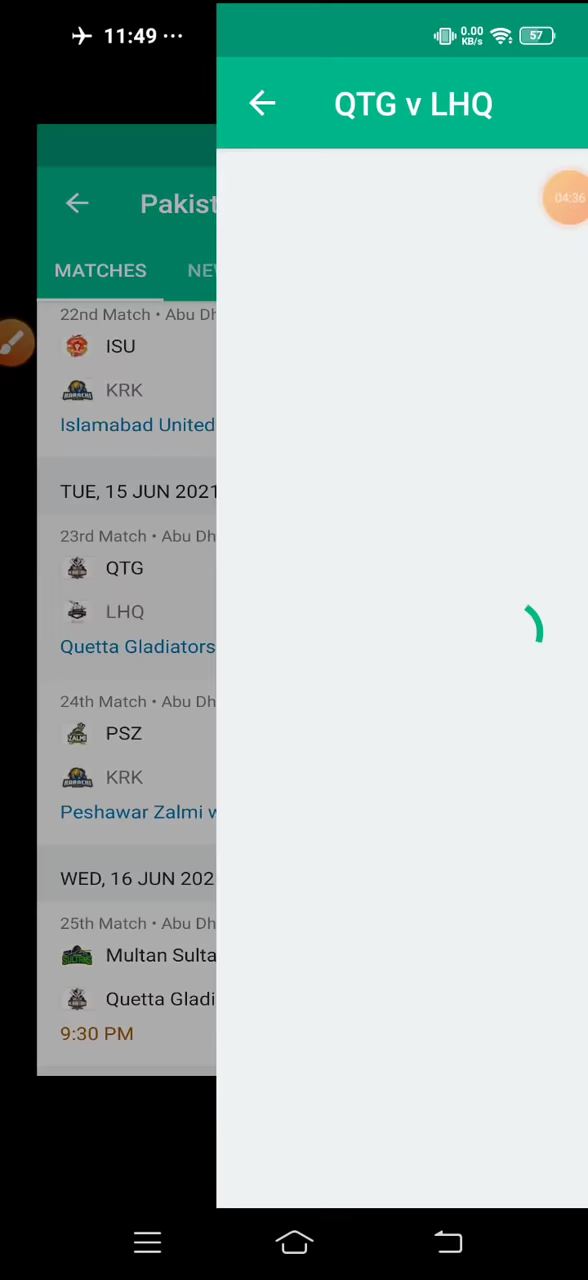 11:49 ...
0.00
KB/s
57
QTG v LHQ
04:36
Pakist
MATCHES NE
22nd Match • Abu Dh
ISU
KRK
Islamabad United
TUE, 15 JUN 2021
23rd Match • Abu Dh
QTG
LHQ
Quetta Gladiators
24th Match • Abu Dh
PSZ
KRK
Peshawar Zalmi w
WED, 16 JUN 202
25th Match • Abu Dh
Multan Sulta
Quetta Gladi
9:30 PM